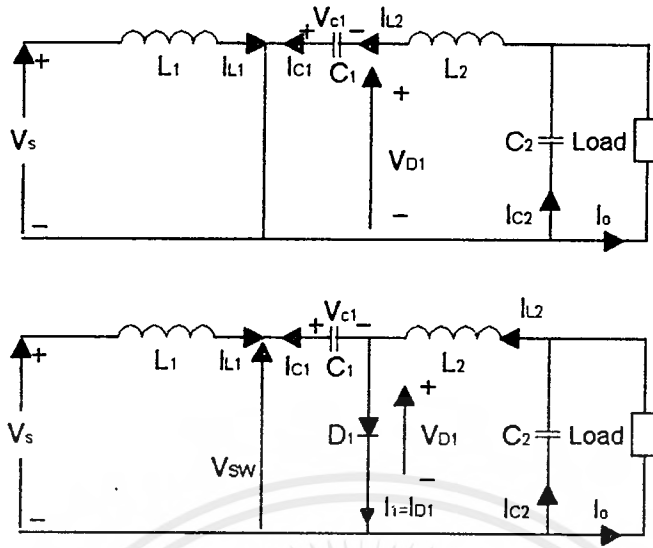 Vc1 IL2
+ + − +
L1 IL1 IC1 C1 L2
Vs VD1 C2 Load
− − IC2 Io
Vc1 IL2
+ + − +
L1 IL1 IC1 C1 L2
Vs VSW D1 VD1 C2 Load
− − I1=ID1 IC2 Io